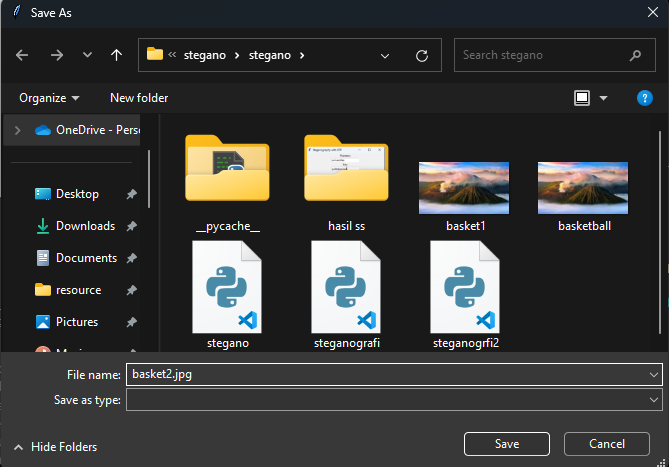 Save As
stegano
stegano
Search stegano
Organize
New folder
OneDrive - Perso
Desktop
Downloads
Documents
resource
Pictures
__pycache__
hasil ss
basket1
basketball
stegano
steganografi
steganogrfi2
File name:
basket2.jpg
Save as type:
Hide Folders
Save
Cancel